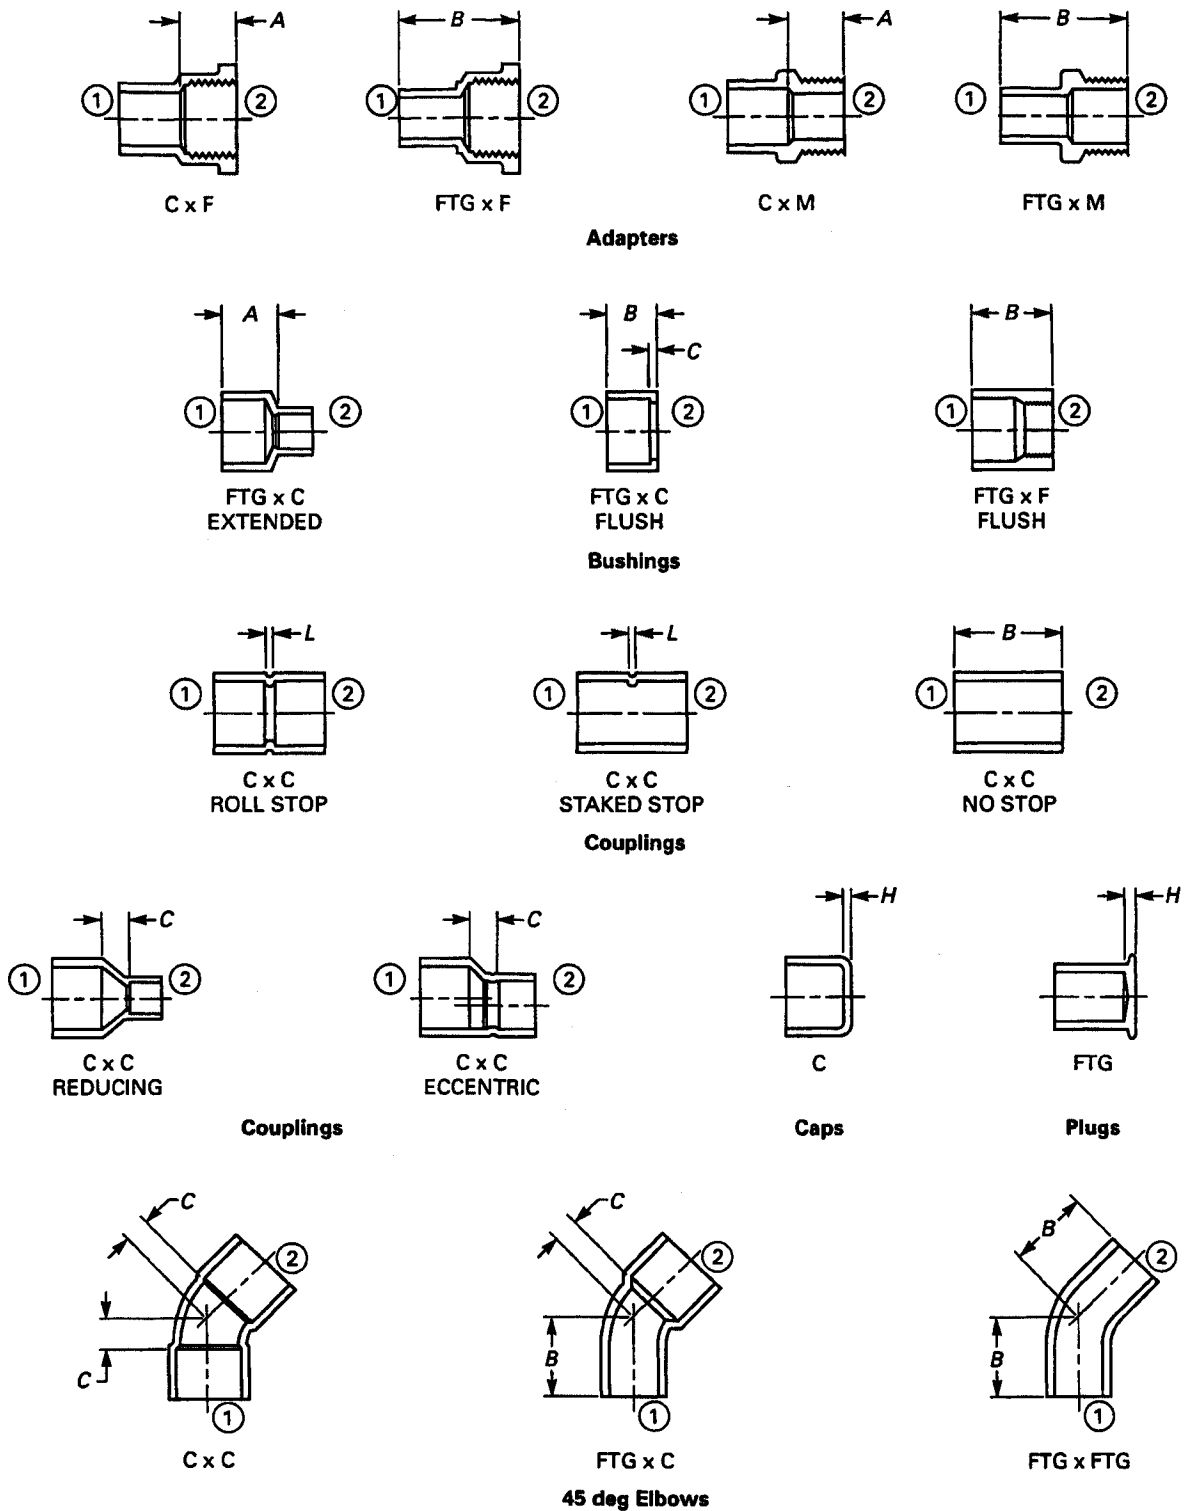 A B A B
① ② ① ② ① ② ① ②
C x F FTG x F C x M FTG x M
Adapters
A B B
C
① ② ① ② ① ②
FTG x C FTG x C FTG x F
EXTENDED FLUSH FLUSH
Bushings
L L B
① ② ① ② ① ②
C x C C x C C x C
ROLL STOP STAKED STOP NO STOP
Couplings
C C H H
① ② ① ②
C x C C x C C FTG
REDUCING ECCENTRIC
Couplings Caps Plugs
C C B
② ② ②
C B B
① ① ①
C x C FTG x C FTG x FTG
45 deg Elbows